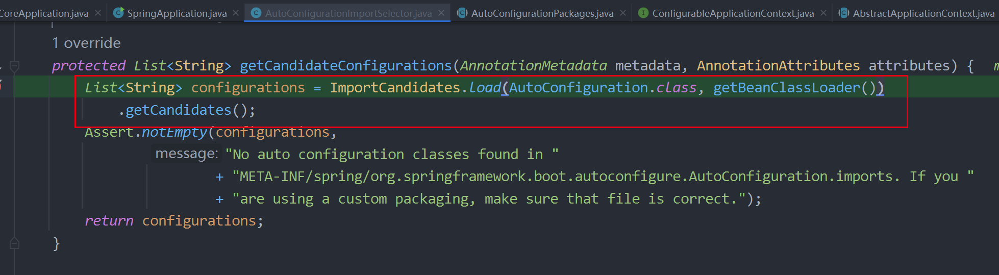 CoreApplication.java SpringApplication.java AutoConfigurationImportSelector.java AutoConfigurationPackages.java ConfigurableApplicationContext.java AbstractApplicationContext.java
1 override
protected List<String> getCandidateConfigurations(AnnotationMetadata metadata, AnnotationAttributes attributes) {
List<String> configurations = ImportCandidates.load(AutoConfiguration.class, getBeanClassLoader())
.getCandidates();
Assert.notEmpty(configurations,
message: "No auto configuration classes found in "
+ "META-INF/spring/org.springframework.boot.autoconfigure.AutoConfiguration.imports. If you "
+ "are using a custom packaging, make sure that file is correct.");
return configurations;
}